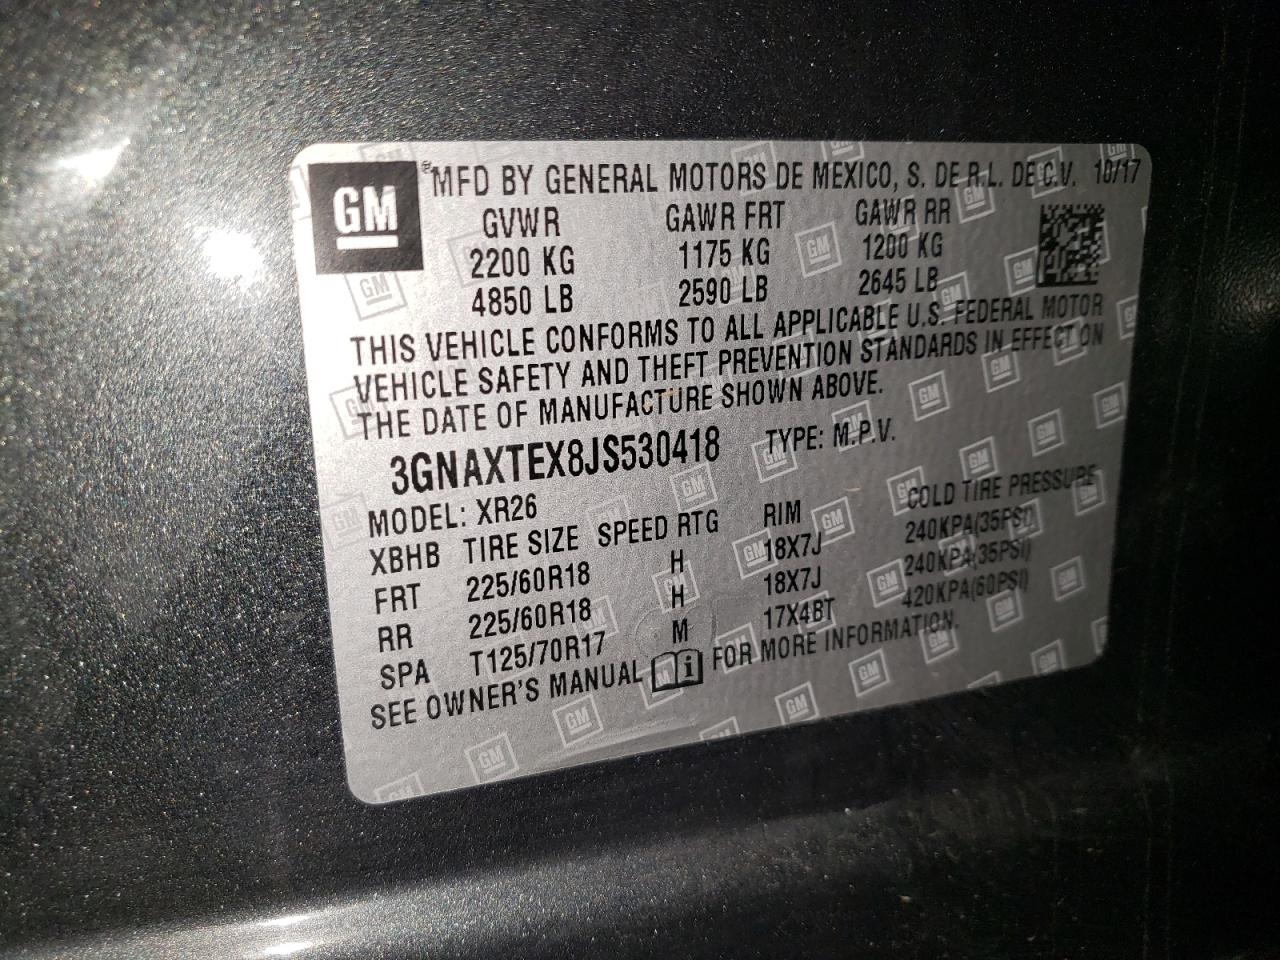 GM
®MFD BY GENERAL MOTORS DE MEXICO, S. DE R.L. DE C.V. 10/17
GVWR GAWR FRT GAWR RR
2200 KG 1175 KG 1200 KG
4850 LB 2590 LB 2645 LB
THIS VEHICLE CONFORMS TO ALL APPLICABLE U.S. FEDERAL MOTOR
VEHICLE SAFETY AND THEFT PREVENTION STANDARDS IN EFFECT ON
THE DATE OF MANUFACTURE SHOWN ABOVE.
3GNAXTEX8JS530418 TYPE: M.P.V.
MODEL: XR26
XBHB TIRE SIZE SPEED RTG RIM COLD TIRE PRESSURE
FRT 225/60R18 H 18X7J 240KPA(35PSI)
RR 225/60R18 H 18X7J 240KPA(35PSI)
SPA T125/70R17 M 17X4BT 420KPA(60PSI)
SEE OWNER'S MANUAL i FOR MORE INFORMATION.